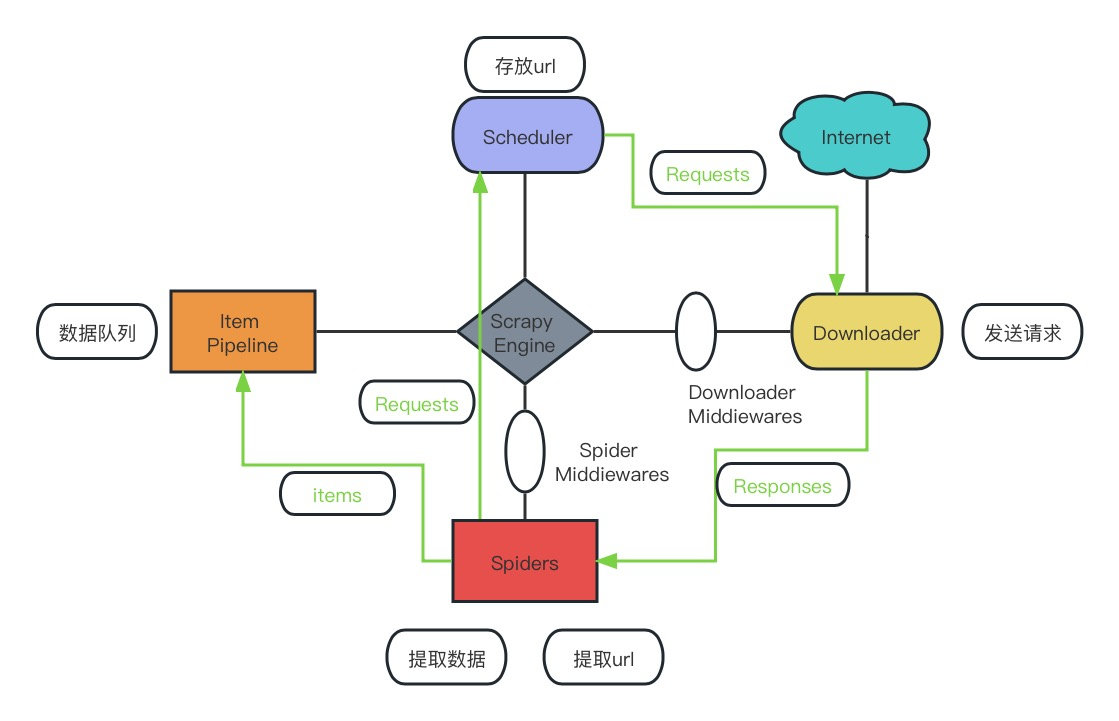 存放url
Scheduler
Internet
Requests
数据队列
Item
Pipeline
Scrapy
Engine
Downloader
发送请求
Requests
Downloader
Middiewares
Spider
Middiewares
items
Responses
Spiders
提取数据
提取url